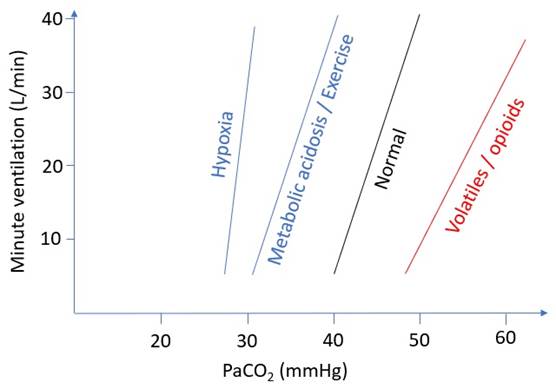 40
30
20
10
Minute ventilation (L/min)
Hypoxia
Metabolic acidosis / Exercise
Normal
Volatiles / opioids
20 30 40 50 60
PaCO₂ (mmHg)